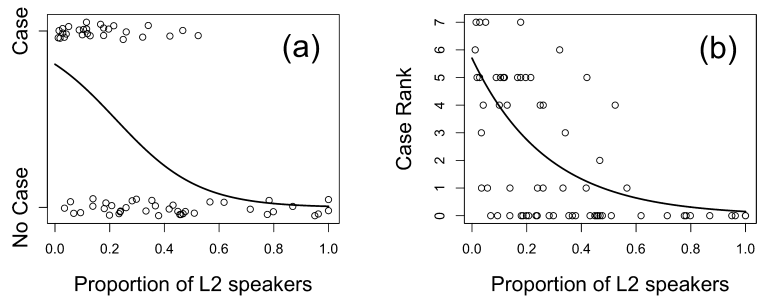 (a)
Case
No Case
0.0 0.2 0.4 0.6 0.8 1.0
Proportion of L2 speakers
(b)
Case Rank
7
6
5
4
3
2
1
0
0.0 0.2 0.4 0.6 0.8 1.0
Proportion of L2 speakers